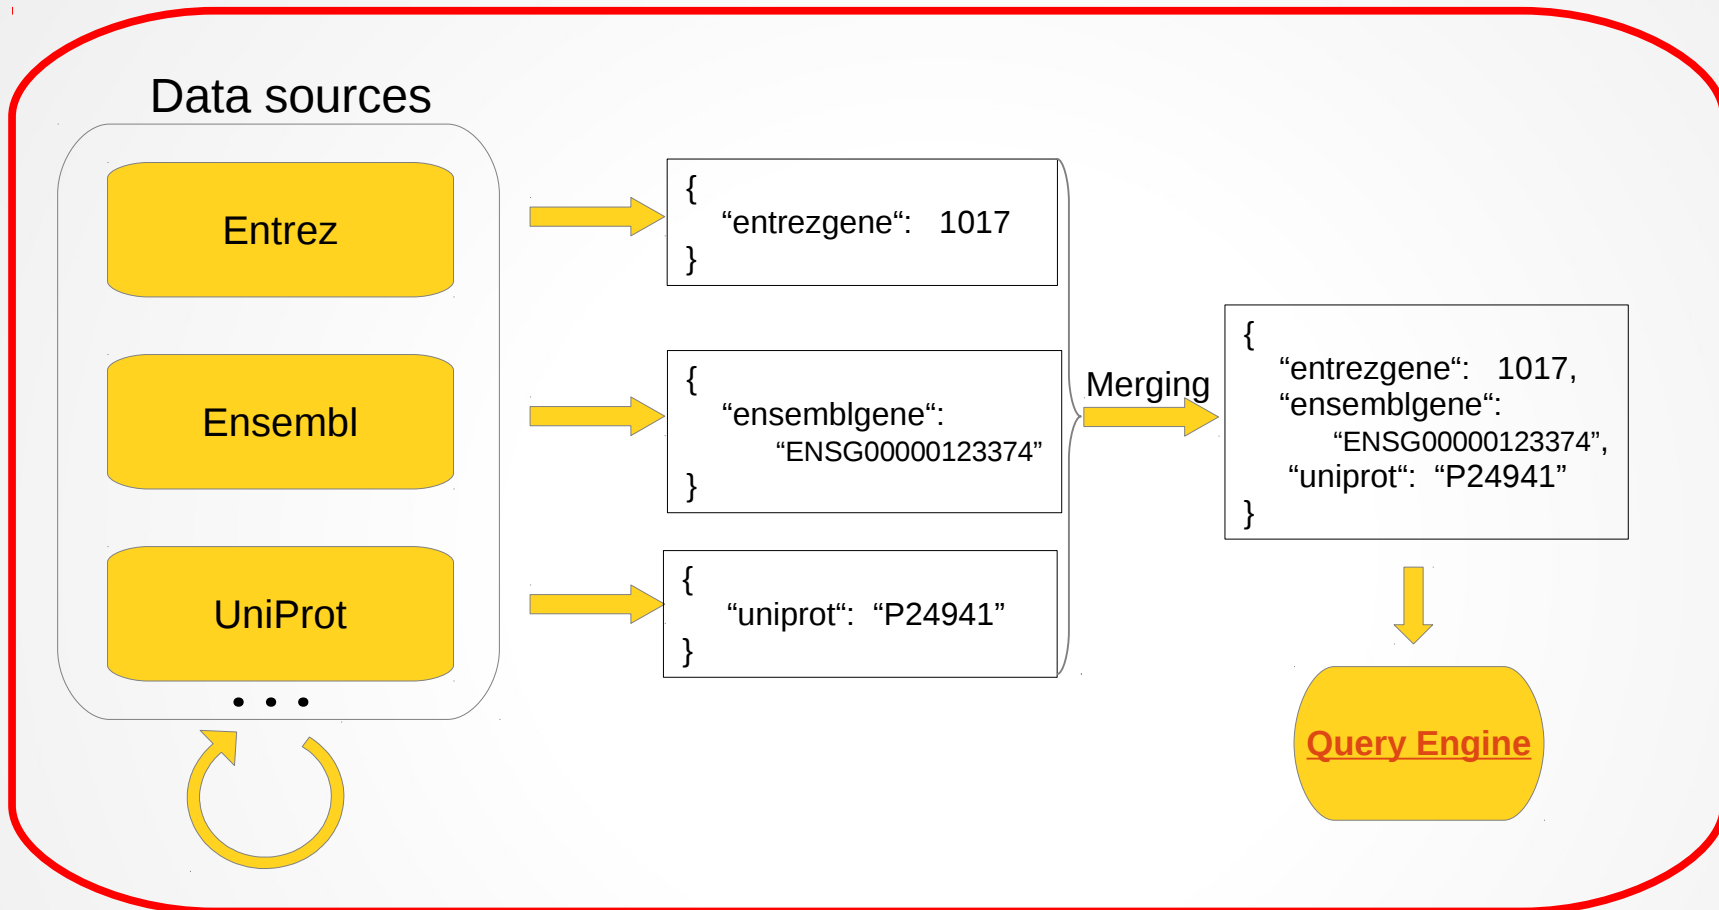 Data sources
Entrez
Ensembl
UniProt
. . .
{
“entrezgene“: 1017
}
{
“ensemblgene“:
“ENSG00000123374”
}
{
“uniprot“: “P24941”
}
Merging
{
“entrezgene“: 1017,
“ensemblgene“:
“ENSG00000123374”,
“uniprot“: “P24941”
}
Query Engine